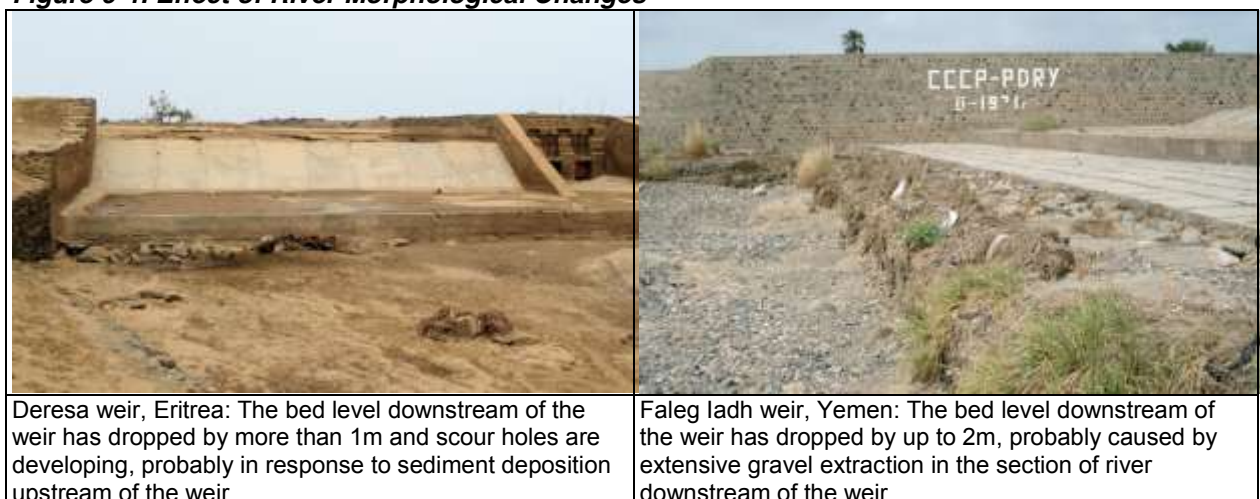 Figure 9-4: Effect of River Morphological Changes
CCCP-PDRY
Deresa weir, Eritrea: The bed level downstream of the
weir has dropped by more than 1m and scour holes are
developing, probably in response to sediment deposition
upstream of the weir
Faleg Iadh weir, Yemen: The bed level downstream of
the weir has dropped by up to 2m, probably caused by
extensive gravel extraction in the section of river
downstream of the weir